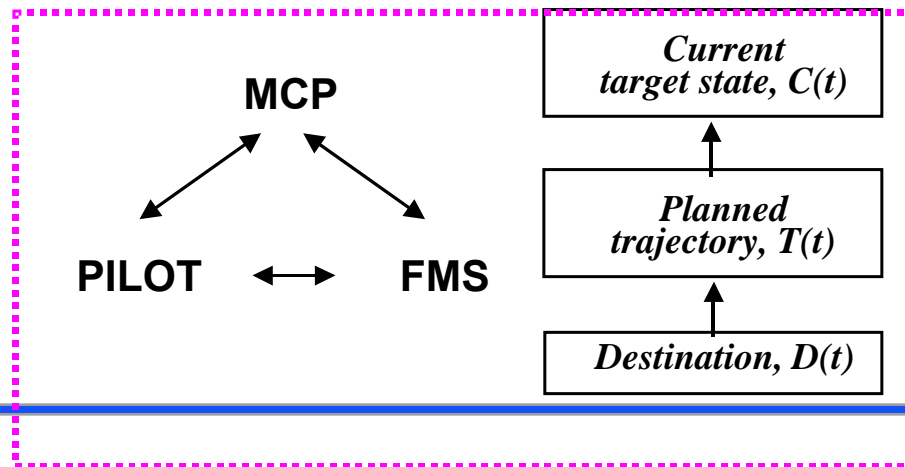 MCP
PILOT
FMS
Current
target state, C(t)
Planned
trajectory, T(t)
Destination, D(t)